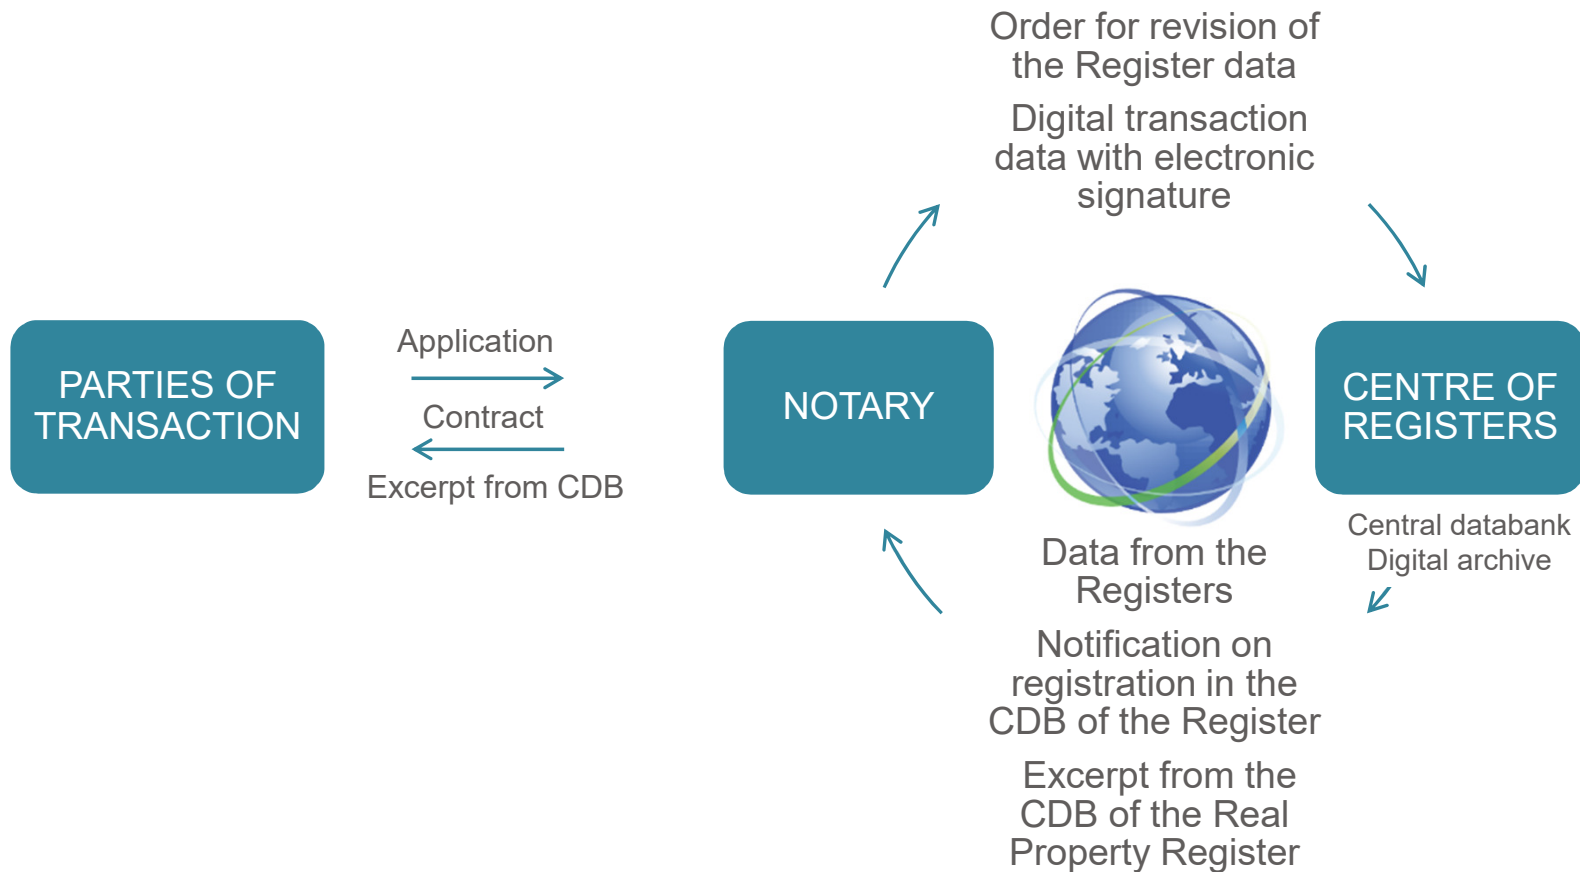 Order for revision of
the Register data
Digital transaction
data with electronic
signature
PARTIES OF
TRANSACTION
Application
Contract
Excerpt from CDB
NOTARY
CENTRE OF
REGISTERS
Central databank
Digital archive
Data from the
Registers
Notification on
registration in the
CDB of the Register
Excerpt from the
CDB of the Real
Property Register